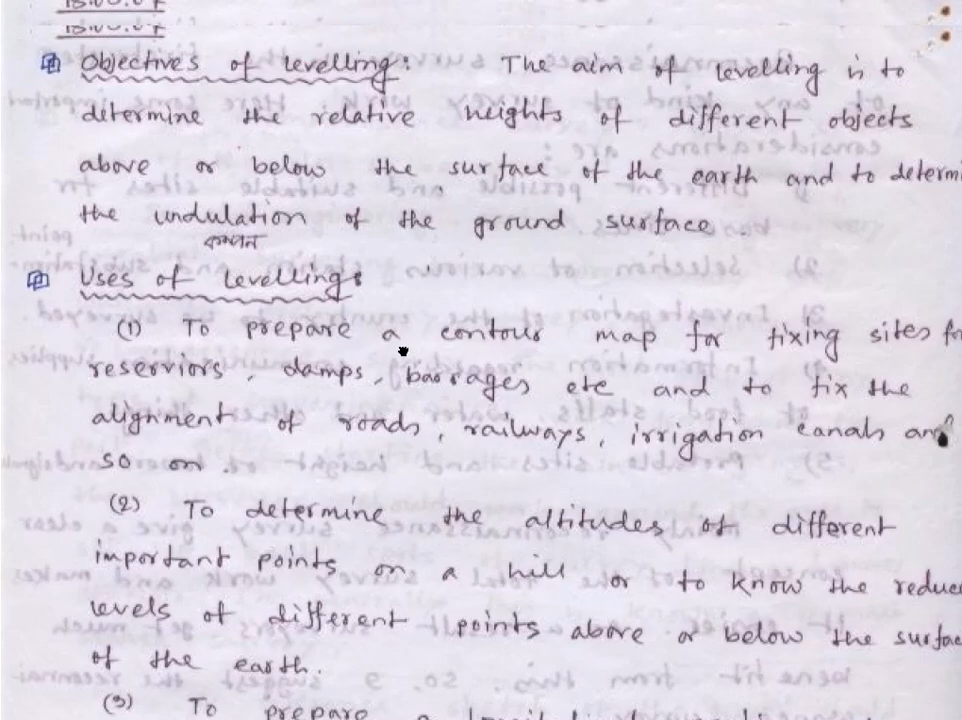 Objectives of levelling: The aim of levelling is to
determine the relative heights of different objects
above or below the surface of the earth and to determi
the undulation of the ground surface
কম্পন
Uses of Levelling:
(1) To prepare a contour map for fixing sites for
reserviors, damps, barrages etc and to fix the
alignment of roads, railways, irrigation canals and
so on
(2) To determine the altitudes of different
important points on a hill or to know the reduce
levels of different points above or below the surfac
of the earth.
(3) To prepare a